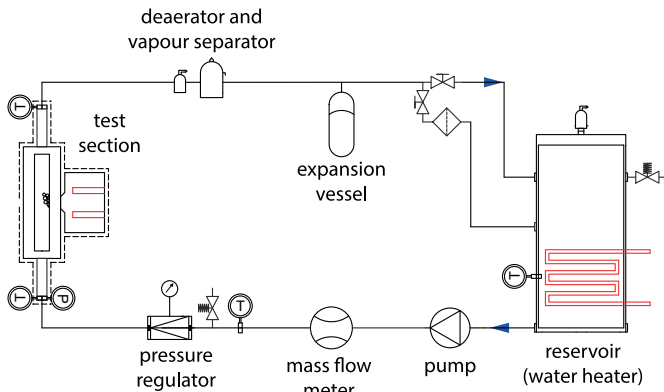 deaerator and
vapour separator
T
test
section
expansion
vessel
T
T
P
T
pressure
regulator
mass flow
meter
pump
reservoir
(water heater)